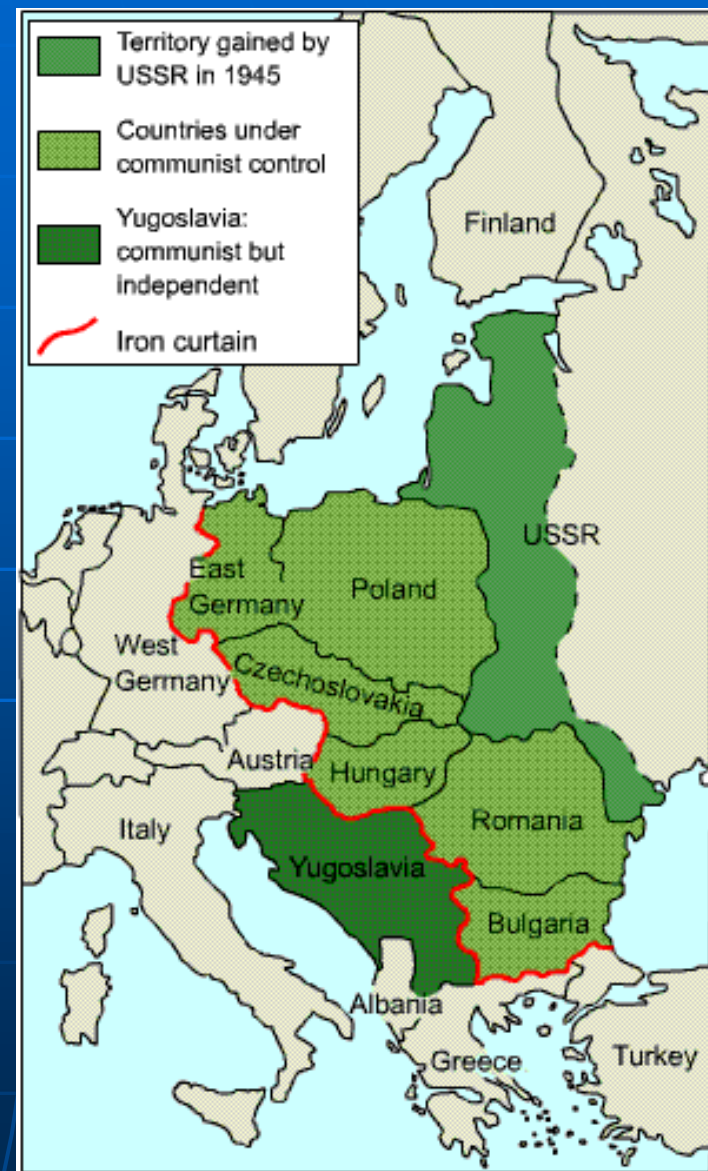 Territory gained by
USSR in 1945
Countries under
communist control
Yugoslavia:
communist but
independent
Iron curtain
Finland
USSR
East
Germany
Poland
West
Germany
Czechoslovakia
Austria
Hungary
Italy
Romania
Yugoslavia
Bulgaria
Albania
Greece
Turkey